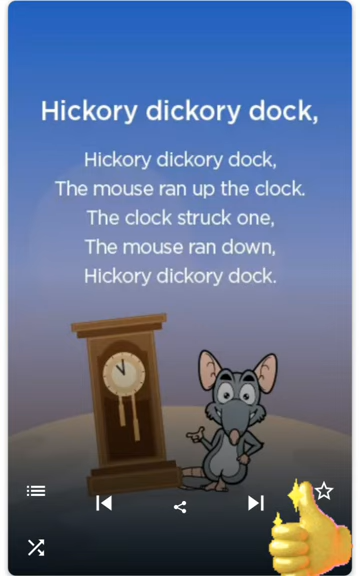 Hickory dickory dock,
Hickory dickory dock,
The mouse ran up the clock.
The clock struck one,
The mouse ran down,
Hickory dickory dock.